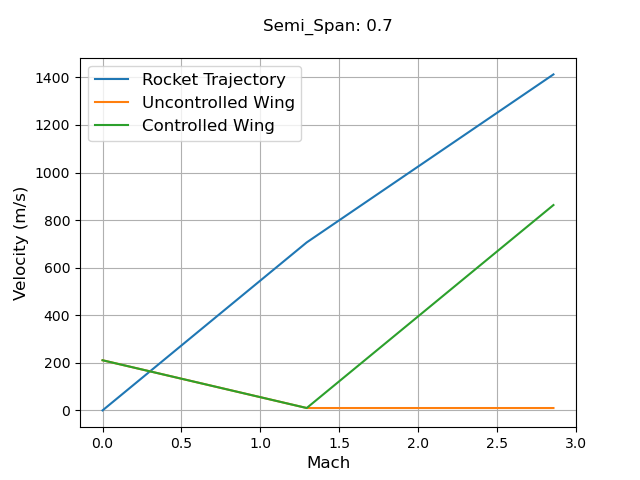 Semi_Span: 0.7
Rocket Trajectory
Uncontrolled Wing
Controlled Wing
1400
1200
1000
800
600
400
200
0
Velocity (m/s)
0.0 0.5 1.0 1.5 2.0 2.5 3.0
Mach